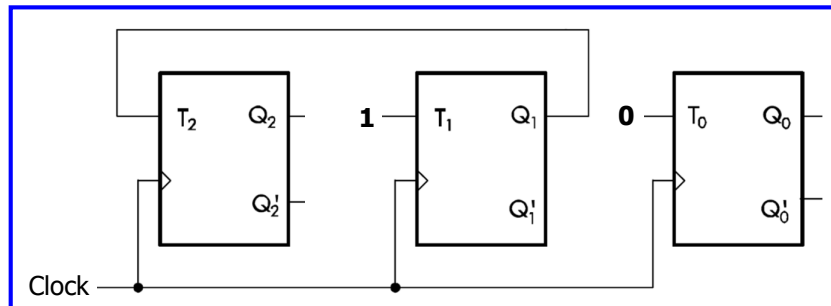 T₂ Q₂ 1 T₁ Q₁ 0 T₀ Q₀
Q₂' Q₁' Q₀'
Clock